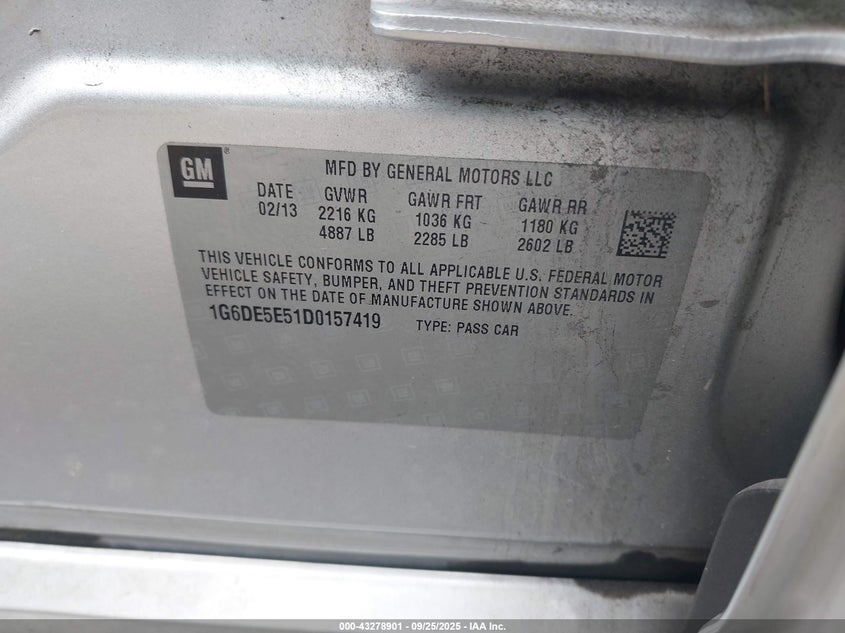 GM ®
MFD BY GENERAL MOTORS LLC
DATE GVWR GAWR FRT GAWR RR
02/13 2216 KG 1036 KG 1180 KG
4887 LB 2285 LB 2602 LB
THIS VEHICLE CONFORMS TO ALL APPLICABLE U.S. FEDERAL MOTOR
VEHICLE SAFETY, BUMPER, AND THEFT PREVENTION STANDARDS IN
EFFECT ON THE DATE OF MANUFACTURE SHOWN ABOVE.
1G6DE5E51D0157419 TYPE: PASS CAR
000-43278901 - 09/25/2025 - IAA Inc.